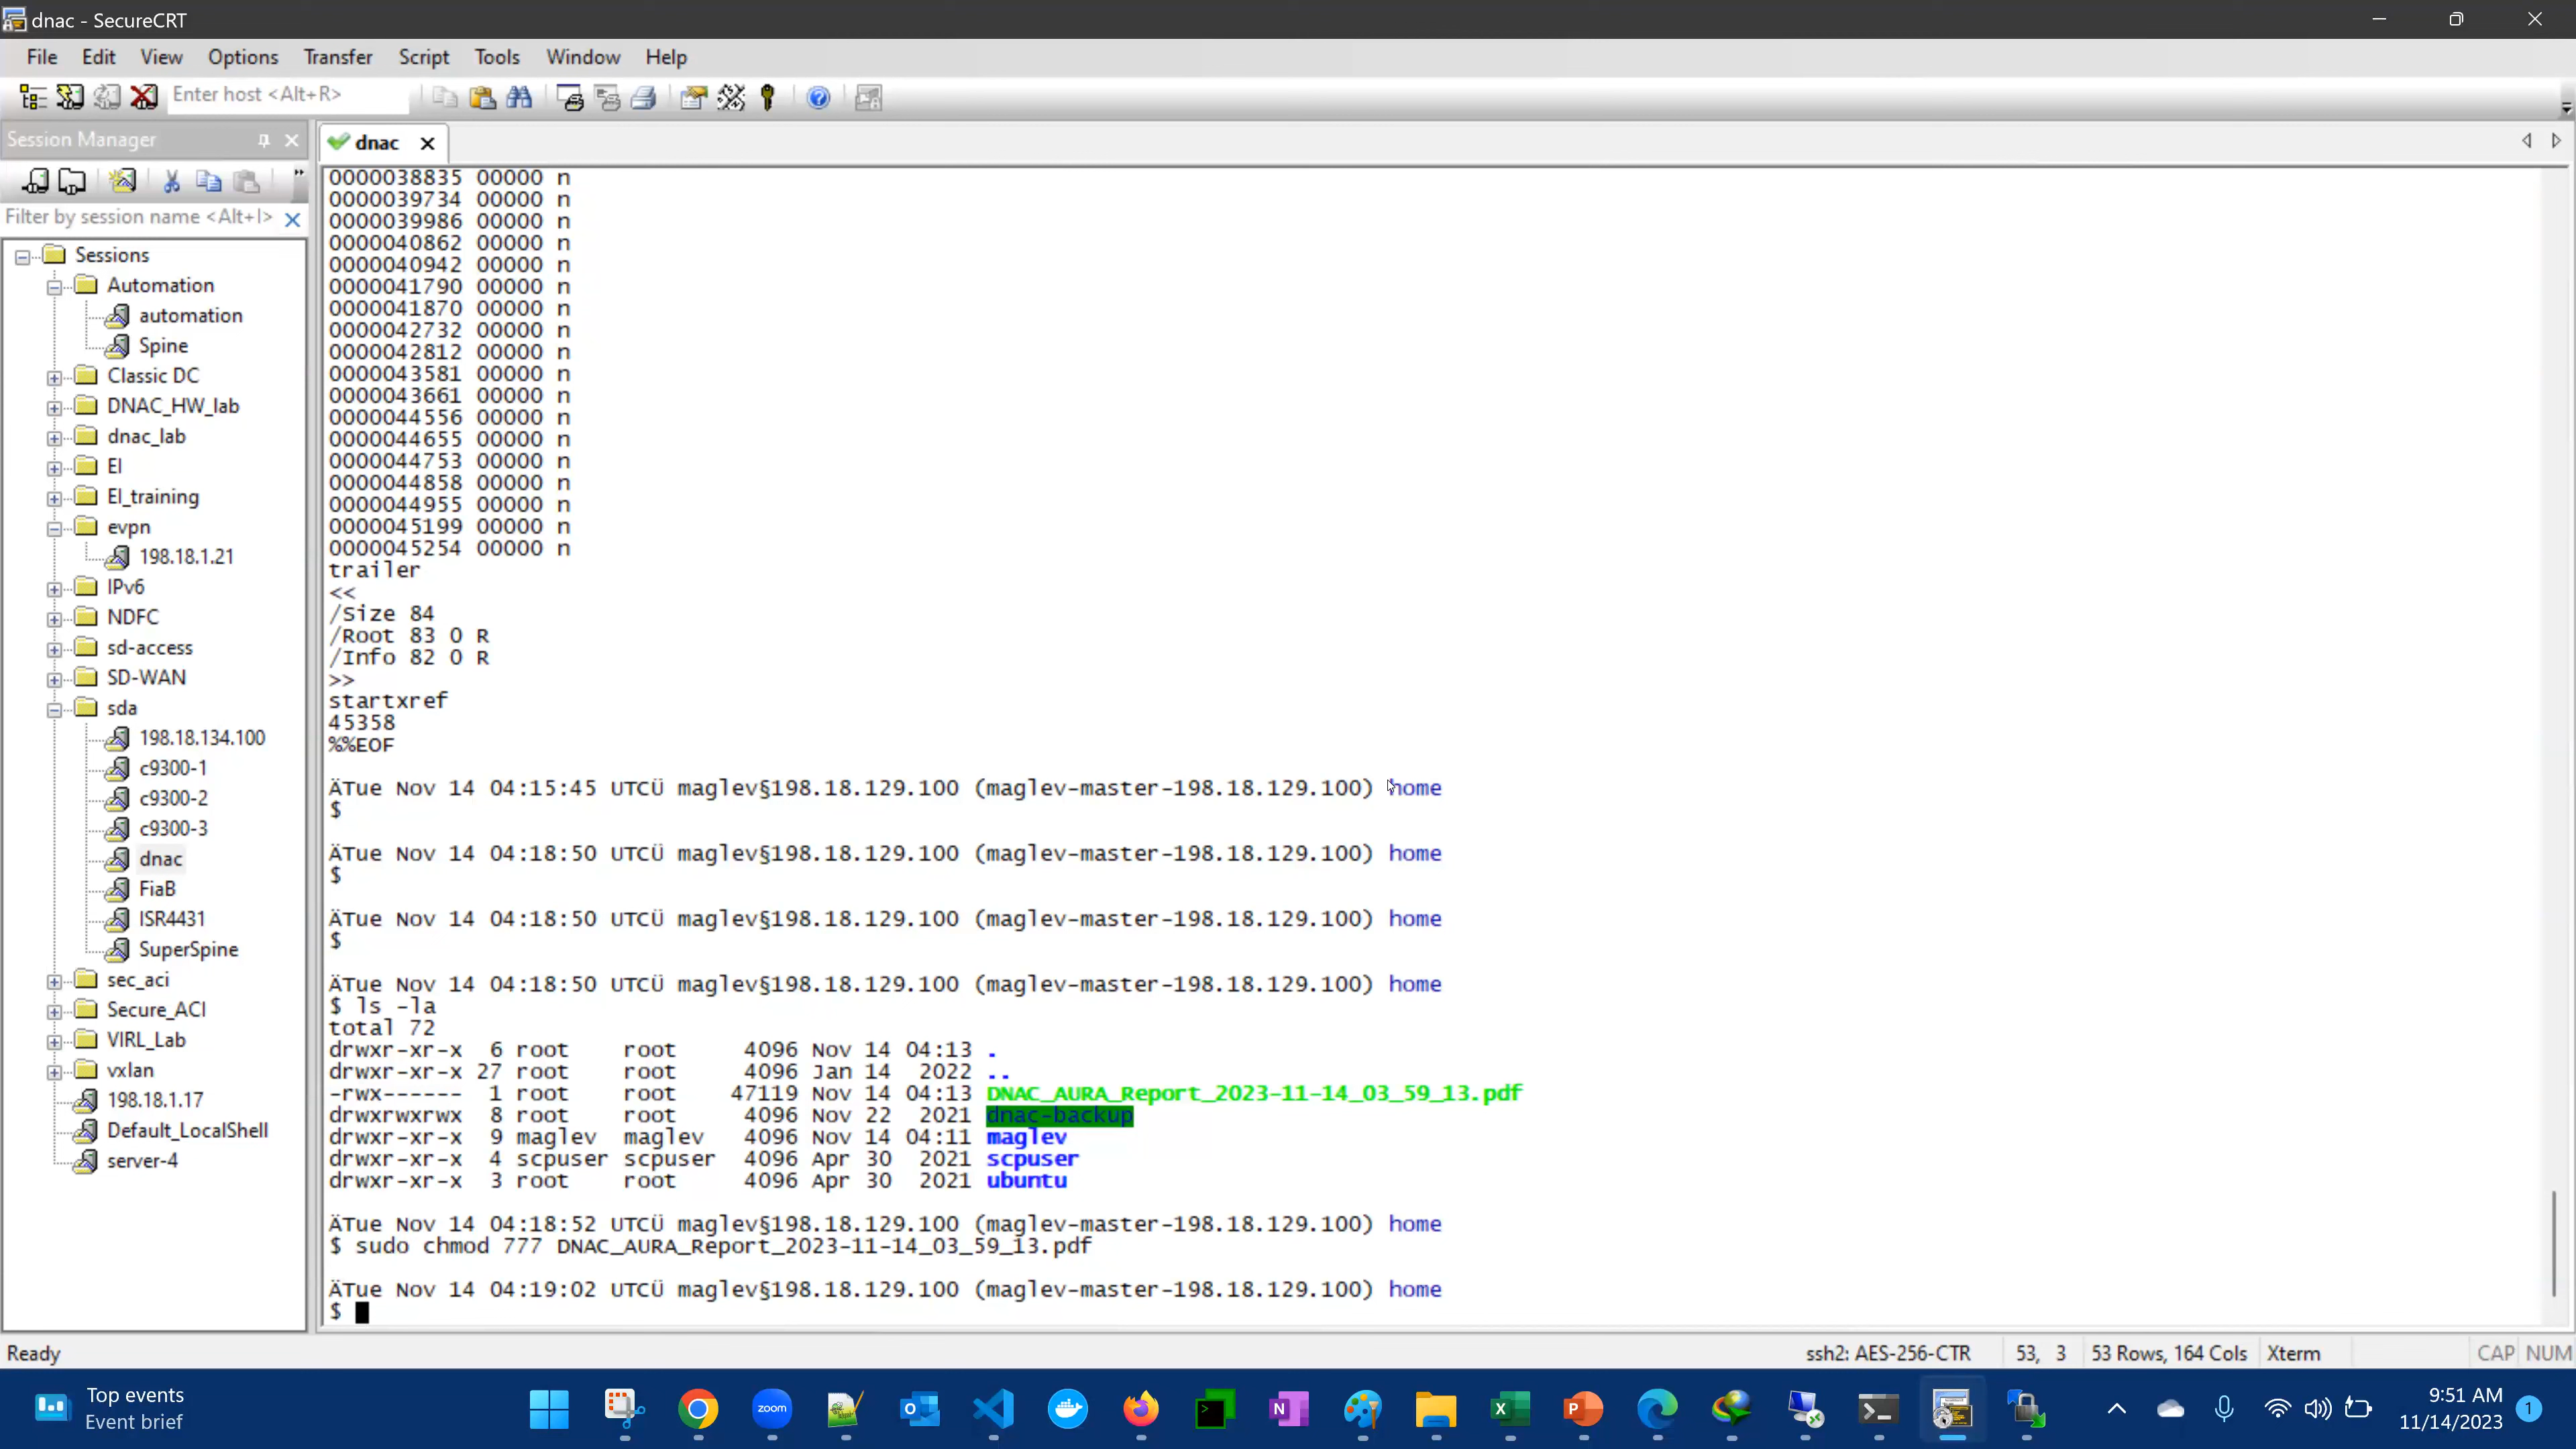 dnac - SecureCRT
File Edit View Options Transfer Script Tools Window Help
Enter host <Alt+R>
Session Manager
dnac
Filter by session name <Alt+I>
Sessions
Automation
automation
Spine
Classic DC
DNAC_HW_lab
dnac_lab
EI
EI_training
evpn
198.18.1.21
IPv6
NDFC
sd-access
SD-WAN
sda
198.18.134.100
c9300-1
c9300-2
c9300-3
dnac
FiaB
ISR4431
SuperSpine
sec_aci
Secure_ACI
VIRL_Lab
vxlan
198.18.1.17
Default_LocalShell
server-4
0000038835 00000 n
0000039734 00000 n
0000039986 00000 n
0000040862 00000 n
0000040942 00000 n
0000041790 00000 n
0000041870 00000 n
0000042732 00000 n
0000042812 00000 n
0000043581 00000 n
0000043661 00000 n
0000044556 00000 n
0000044655 00000 n
0000044753 00000 n
0000044858 00000 n
0000044955 00000 n
0000045199 00000 n
0000045254 00000 n
trailer
<<
/Size 84
/Root 83 0 R
/Info 82 0 R
>>
startxref
45358
%%EOF
ÄTue Nov 14 04:15:45 UTCÜ maglev§198.18.129.100 (maglev-master-198.18.129.100) home
$
ÄTue Nov 14 04:18:50 UTCÜ maglev§198.18.129.100 (maglev-master-198.18.129.100) home
$
ÄTue Nov 14 04:18:50 UTCÜ maglev§198.18.129.100 (maglev-master-198.18.129.100) home
$
ÄTue Nov 14 04:18:50 UTCÜ maglev§198.18.129.100 (maglev-master-198.18.129.100) home
$ ls -la
total 72
drwxr-xr-x 6 root root 4096 Nov 14 04:13 .
drwxr-xr-x 27 root root 4096 Jan 14 2022 ..
-rwx------ 1 root root 47119 Nov 14 04:13 DNAC_AURA_Report_2023-11-14_03_59_13.pdf
drwxrwxrwx 8 root root 4096 Nov 22 2021 dnac-backup
drwxr-xr-x 9 maglev maglev 4096 Nov 14 04:11 maglev
drwxr-xr-x 4 scpuser scpuser 4096 Apr 30 2021 scpuser
drwxr-xr-x 3 root root 4096 Apr 30 2021 ubuntu
ÄTue Nov 14 04:18:52 UTCÜ maglev§198.18.129.100 (maglev-master-198.18.129.100) home
$ sudo chmod 777 DNAC_AURA_Report_2023-11-14_03_59_13.pdf
ÄTue Nov 14 04:19:02 UTCÜ maglev§198.18.129.100 (maglev-master-198.18.129.100) home
$
Ready ssh2: AES-256-CTR 53, 3 53 Rows, 164 Cols Xterm CAP NUM
Top events
Event brief
zoom
9:51 AM
11/14/2023
1